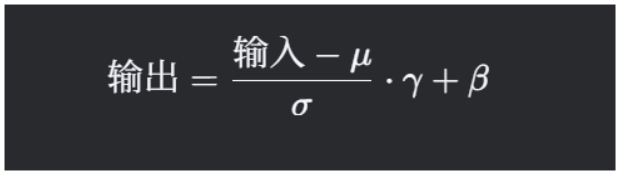 输出 = (输入 − μ) / σ · γ + β